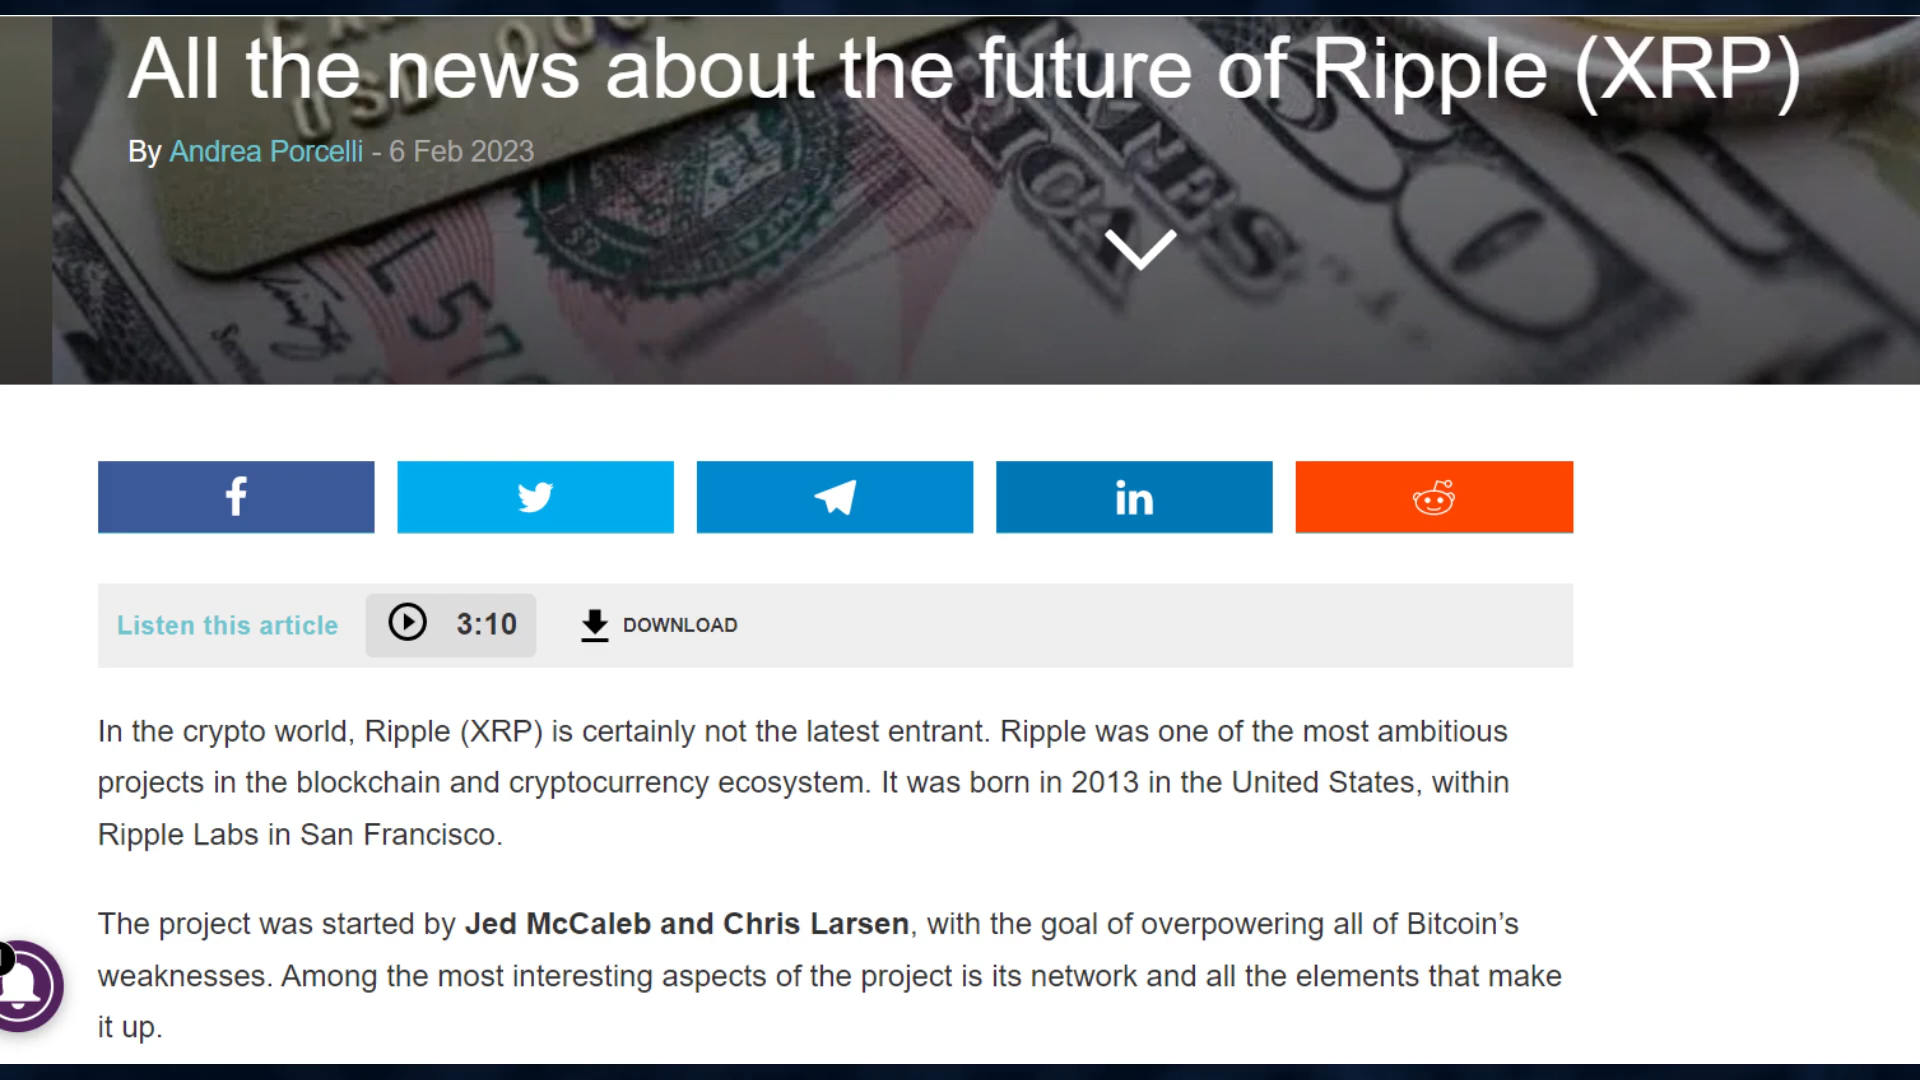 All the news about the future of Ripple (XRP)
By Andrea Porcelli - 6 Feb 2023
f
in
Listen this article
3:10
DOWNLOAD
In the crypto world, Ripple (XRP) is certainly not the latest entrant. Ripple was one of the most ambitious
projects in the blockchain and cryptocurrency ecosystem. It was born in 2013 in the United States, within
Ripple Labs in San Francisco.
The project was started by Jed McCaleb and Chris Larsen, with the goal of overpowering all of Bitcoin’s
weaknesses. Among the most interesting aspects of the project is its network and all the elements that make
it up.